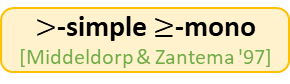 >-simple ≥-mono
[Middeldorp & Zantema '97]